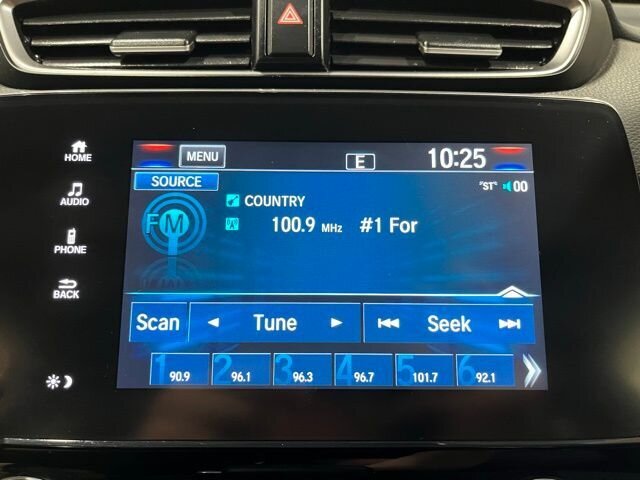 HOME
AUDIO
PHONE
BACK
MENU
E
10:25
SOURCE
"ST" 00
COUNTRY
FM
100.9 MHz #1 For
Scan Tune Seek
1 90.9 2 96.1 3 96.3 4 96.7 5 101.7 6 92.1